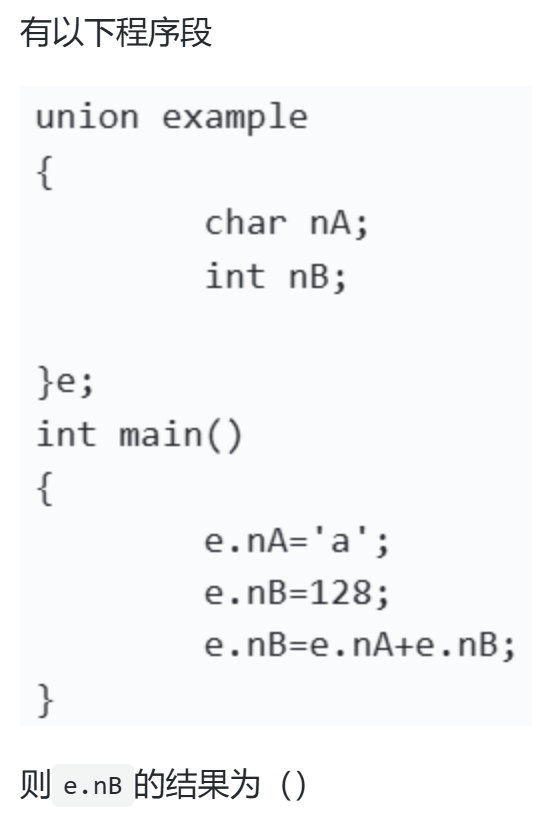 有以下程序段
union example
{
char nA;
int nB;
}e;
int main()
{
e.nA='a';
e.nB=128;
e.nB=e.nA+e.nB;
}
则 e.nB 的结果为（）